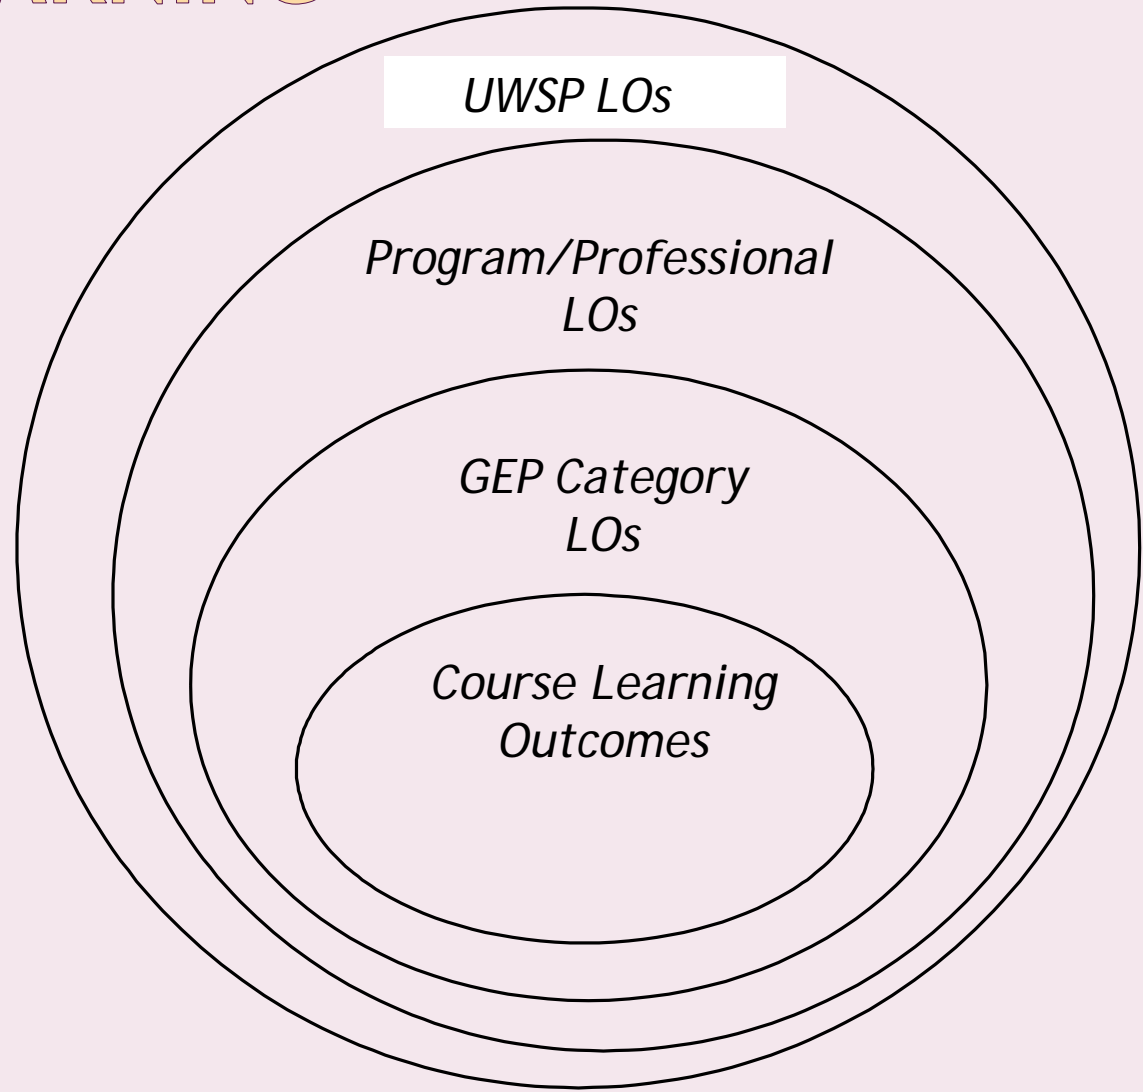 UWSP LOs
Program/Professional
LOs
GEP Category
LOs
Course Learning
Outcomes